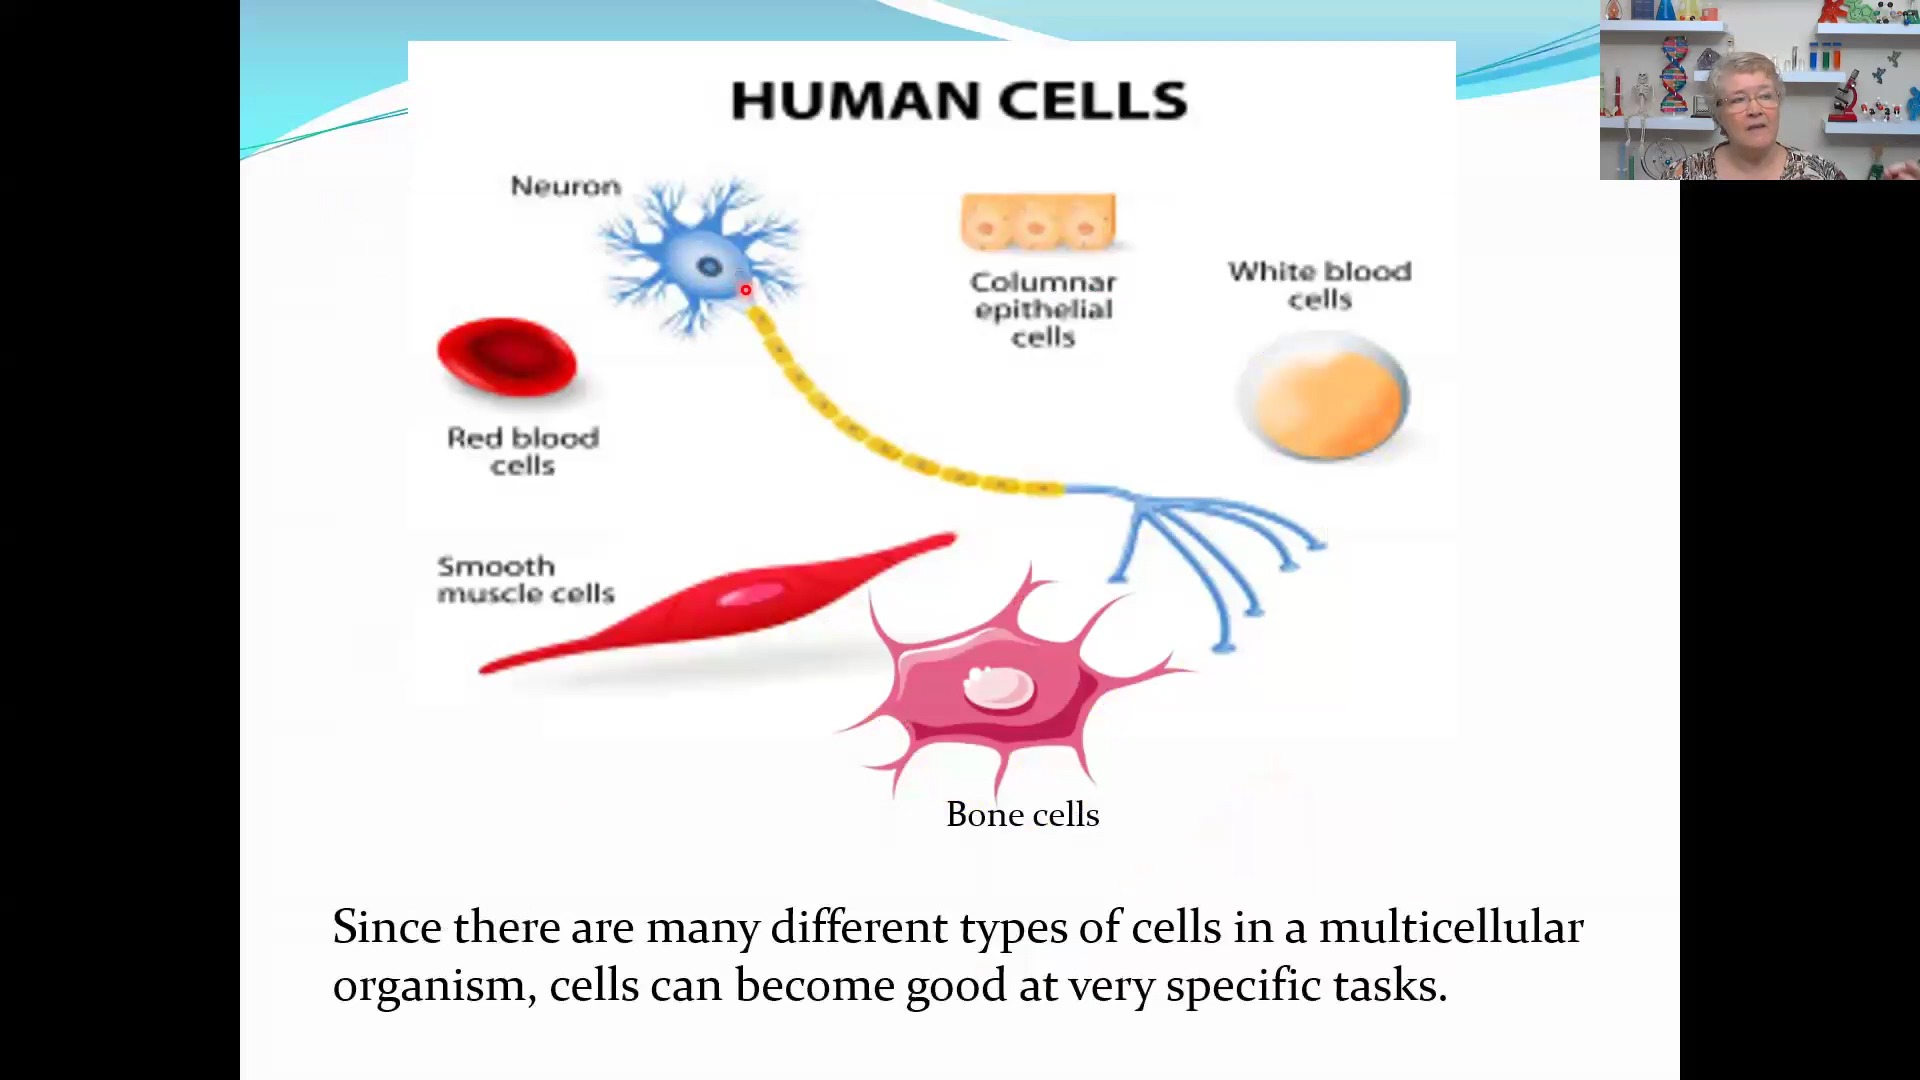 HUMAN CELLS
Neuron
Columnar
epithelial
cells
White blood
cells
Red blood
cells
Smooth
muscle cells
Bone cells
Since there are many different types of cells in a multicellular
organism, cells can become good at very specific tasks.